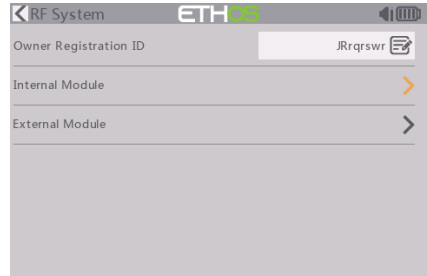 RF System ETHOS
Owner Registration ID JRrqrswr
Internal Module
External Module